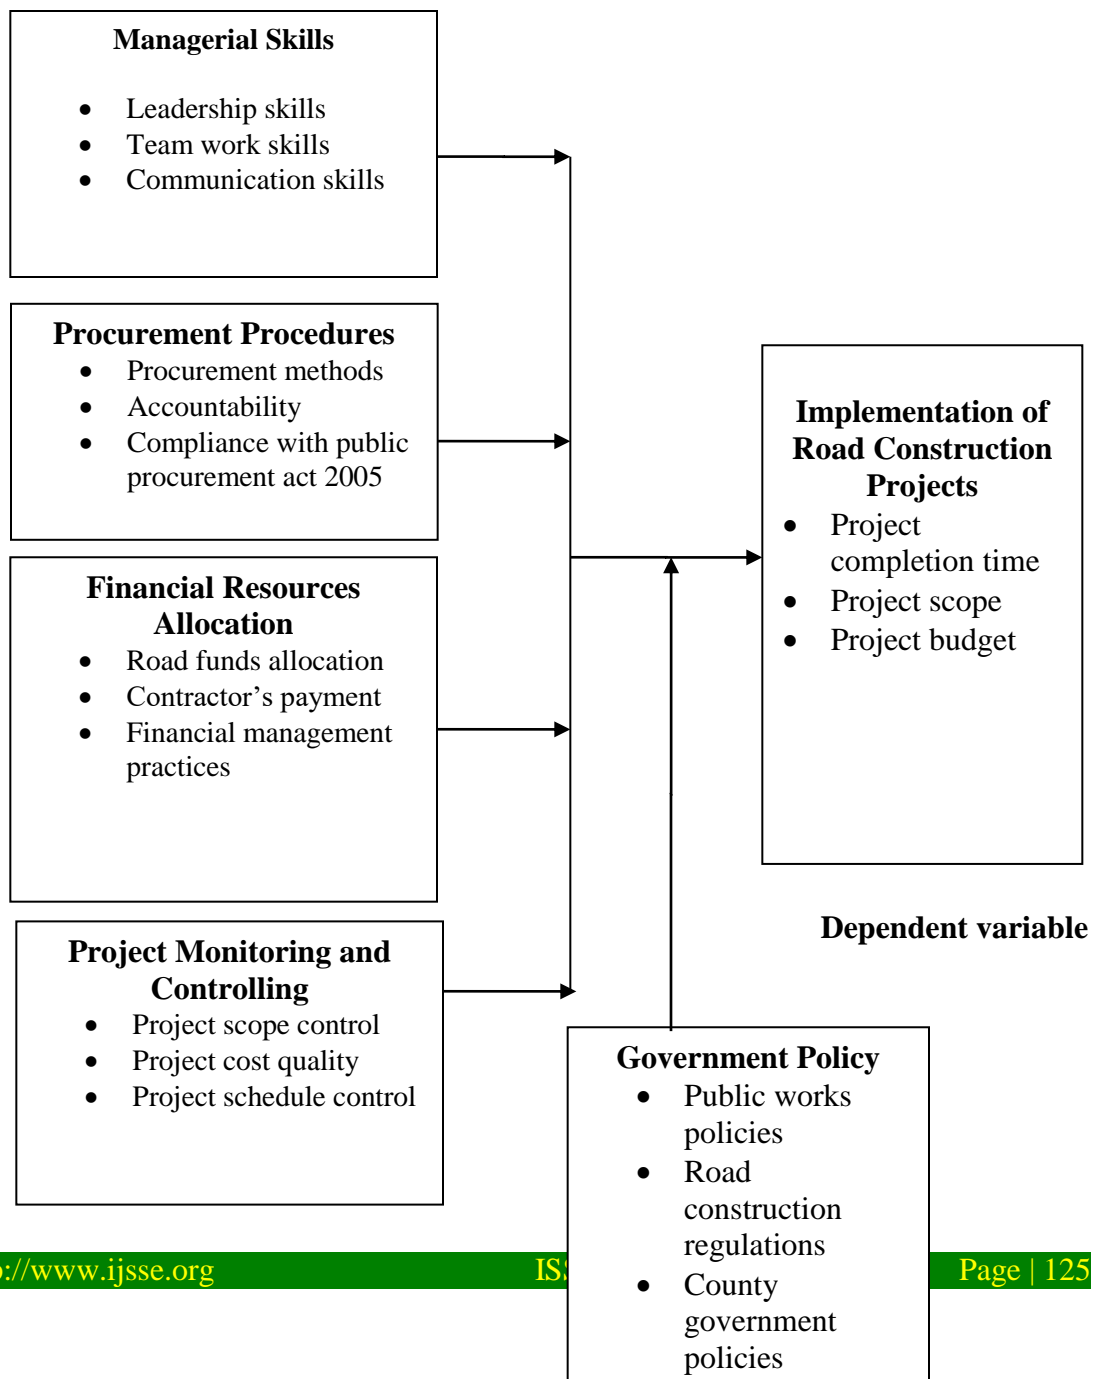 Managerial Skills
• Leadership skills
• Team work skills
• Communication skills
Procurement Procedures
• Procurement methods
• Accountability
• Compliance with public
procurement act 2005
Financial Resources
Allocation
• Road funds allocation
• Contractor’s payment
• Financial management
practices
Project Monitoring and
Controlling
• Project scope control
• Project cost quality
• Project schedule control
Implementation of
Road Construction
Projects
• Project
completion time
• Project scope
• Project budget
Dependent variable
Government Policy
• Public works
policies
• Road
construction
regulations
• County
government
policies
p://www.ijsse.org Page | 125